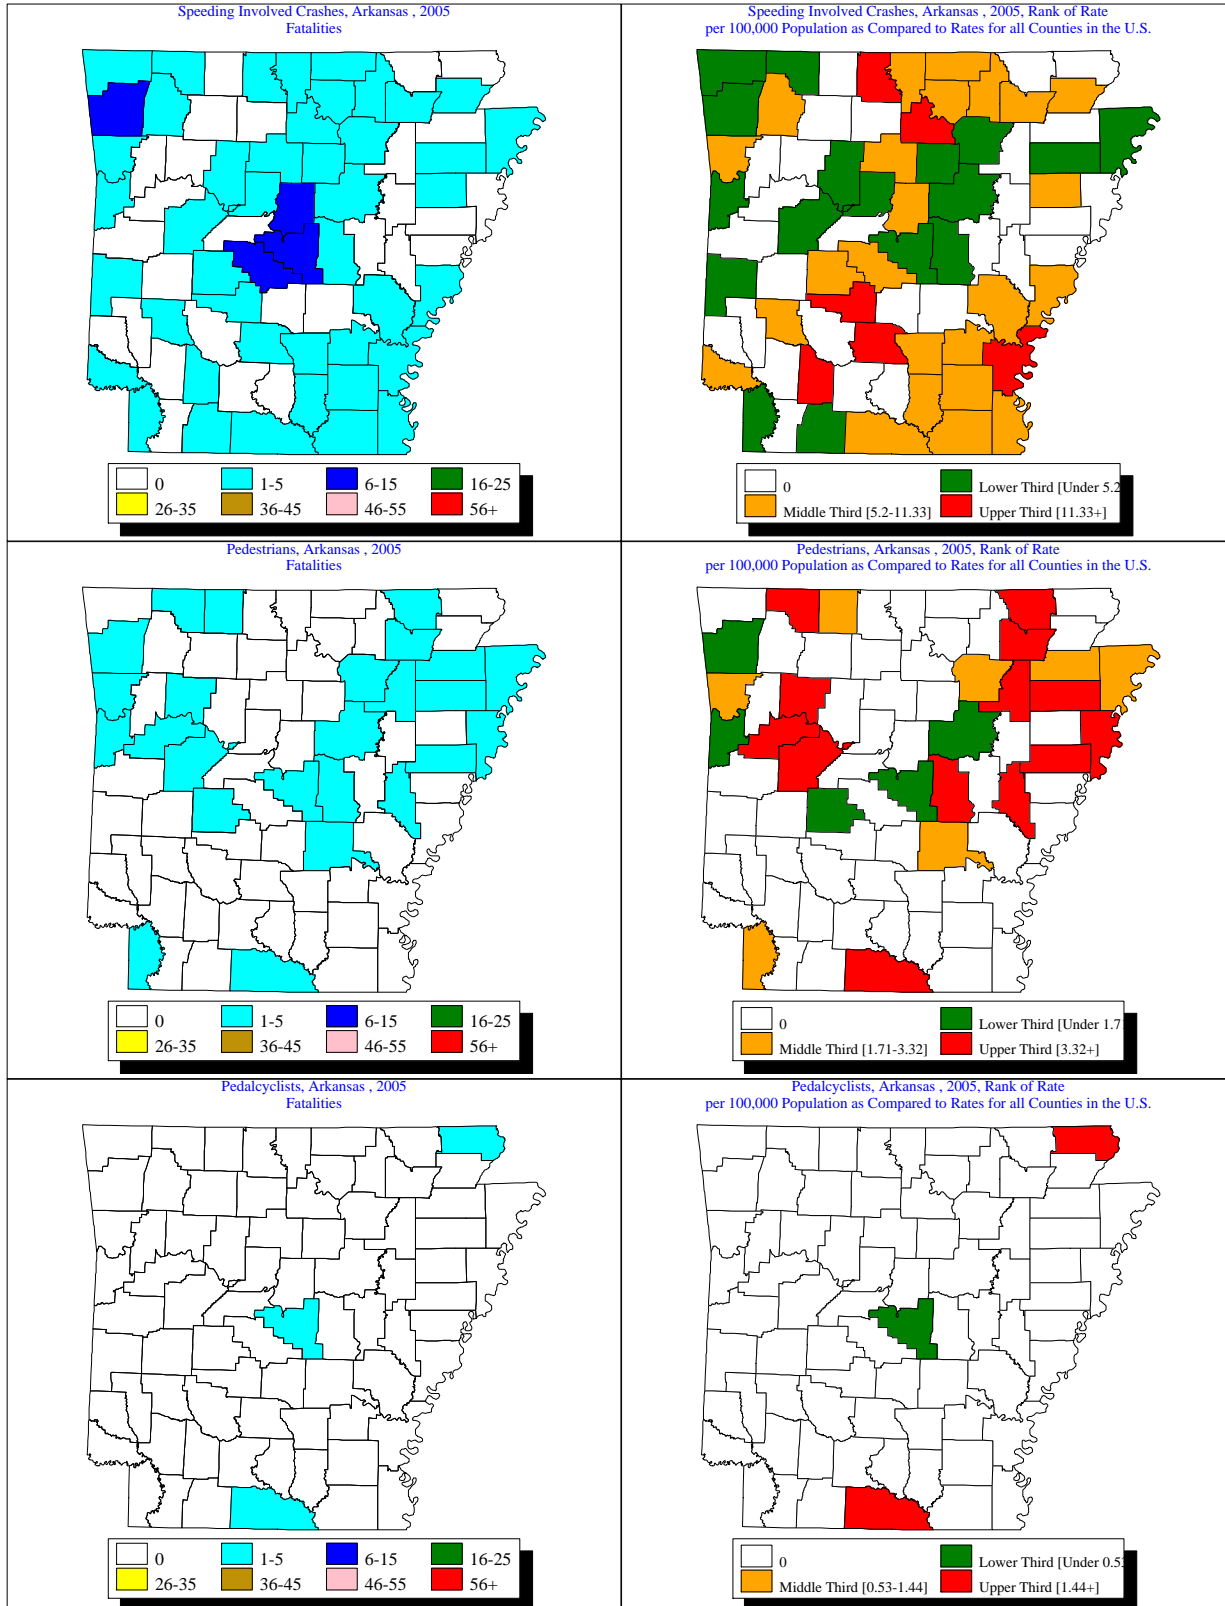 Speeding Involved Crashes, Arkansas , 2005
Fatalities
0
1-5
6-15
16-25
26-35
36-45
46-55
56+
Speeding Involved Crashes, Arkansas , 2005, Rank of Rate
per 100,000 Population as Compared to Rates for all Counties in the U.S.
0
Lower Third [Under 5.2
Middle Third [5.2-11.33]
Upper Third [11.33+]
Pedestrians, Arkansas , 2005
Fatalities
0
1-5
6-15
16-25
26-35
36-45
46-55
56+
Pedestrians, Arkansas , 2005, Rank of Rate
per 100,000 Population as Compared to Rates for all Counties in the U.S.
0
Lower Third [Under 1.7
Middle Third [1.71-3.32]
Upper Third [3.32+]
Pedalcyclists, Arkansas , 2005
Fatalities
0
1-5
6-15
16-25
26-35
36-45
46-55
56+
Pedalcyclists, Arkansas , 2005, Rank of Rate
per 100,000 Population as Compared to Rates for all Counties in the U.S.
0
Lower Third [Under 0.53
Middle Third [0.53-1.44]
Upper Third [1.44+]